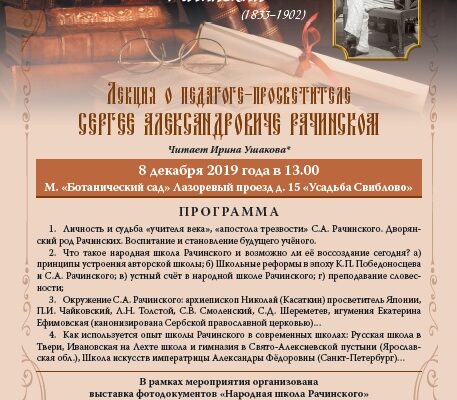 (1833–1902)
Лекция о педагоге-просветителе
Сергее Александровиче Рачинском
Читает Ирина Ушакова*
8 декабря 2019 года в 13.00
М. «Ботанический сад» Лазоревый проезд д. 15 «Усадьба Свиблово»
ПРОГРАММА
1. Личность и судьба «учителя века», «апостола трезвости» С.А. Рачинского. Дворян-
ский род Рачинских. Воспитание и становление будущего учёного.
2. Что такое народная школа Рачинского и возможно ли её воссоздание сегодня? а)
принципы устроения авторской школы; б) Школьные реформы в эпоху К.П. Победоносцева
и С.А. Рачинского; в) устный счёт в народной школе Рачинского; г) преподавание словес-
ности;
3. Окружение С.А. Рачинского: архиепископ Николай (Касаткин) просветитель Японии,
П.И. Чайковский, Л.Н. Толстой, С.В. Смоленский, С.Д. Шереметев, игумения Екатерина
Ефимовская (канонизирована Сербской православной церковью)…
4. Как используется опыт школы Рачинского в современных школах: Русская школа в
Твери, Ивановская на Лехте школа и гимназия в Свято-Алексиевской пустыни (Ярослав-
ская обл.), Школа искусств императрицы Александры Фёдоровны (Санкт-Петербург)…
В рамках мероприятия организована
выставка фотодокументов «Народная школа Рачинского»